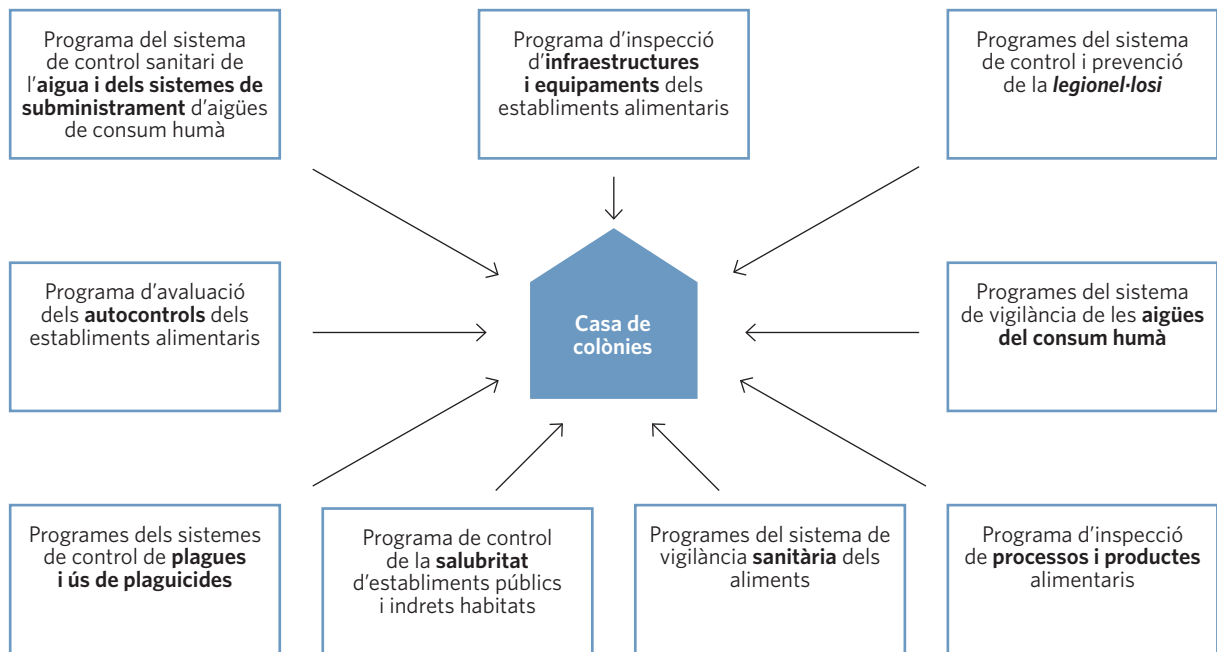 Programa del sistema
de control sanitari de
l'aigua i dels sistemes de
subministrament d'aigües
de consum humà
Programa d'inspecció
d'infraestructures
i equipaments dels
establiments alimentaris
Programes del sistema
de control i prevenció
de la legionel·losi
Programa d'avaluació
dels autocontrols dels
establiments alimentaris
Casa de
colònies
Programes del sistema
de vigilància de les aigües
del consum humà
Programes dels sistemes
de control de plagues
i ús de plaguicides
Programa de control
de la salubritat
d'establiments públics
i indrets habitats
Programes del sistema de
vigilància sanitària dels
aliments
Programa d'inspecció
de processos i productes
alimentaris